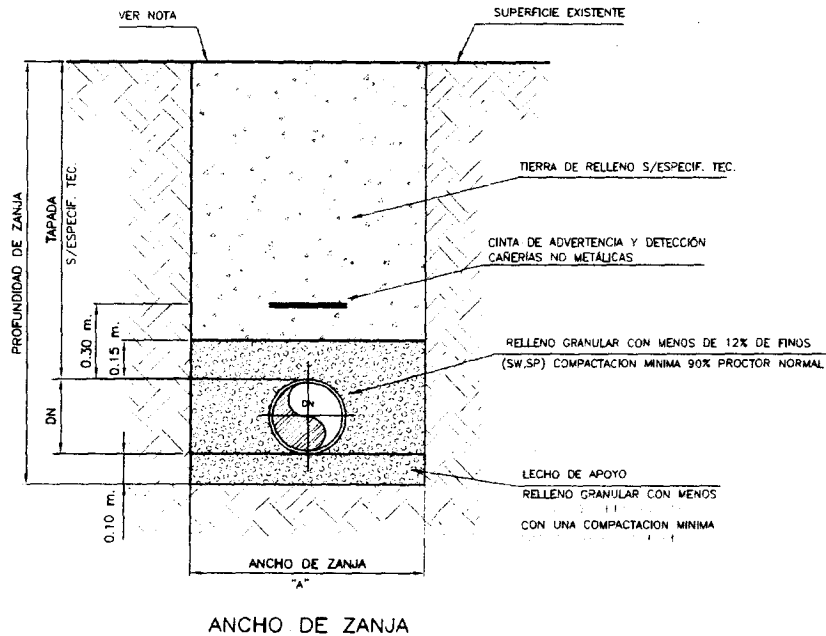 VER NOTA
SUPERFICIE EXISTENTE
PROFUNDIDAD DE ZANJA
TAPADA
S/ESPECIF. TEC.
TIERRA DE RELLENO S/ESPECIF. TEC.
CINTA DE ADVERTENCIA Y DETECCIÓN
CAÑERIAS NO METÁLICAS
0.30 m.
0.15 m.
RELLENO GRANULAR CON MENOS DE 12% DE FINOS
(SW,SP) COMPACTACION MINIMA 90% PROCTOR NORMAL
DN
DN
LECHO DE APOYO
RELLENO GRANULAR CON MENOS
CON UNA COMPACTACION MINIMA
0.10 m.
ANCHO DE ZANJA
"A"
ANCHO DE ZANJA